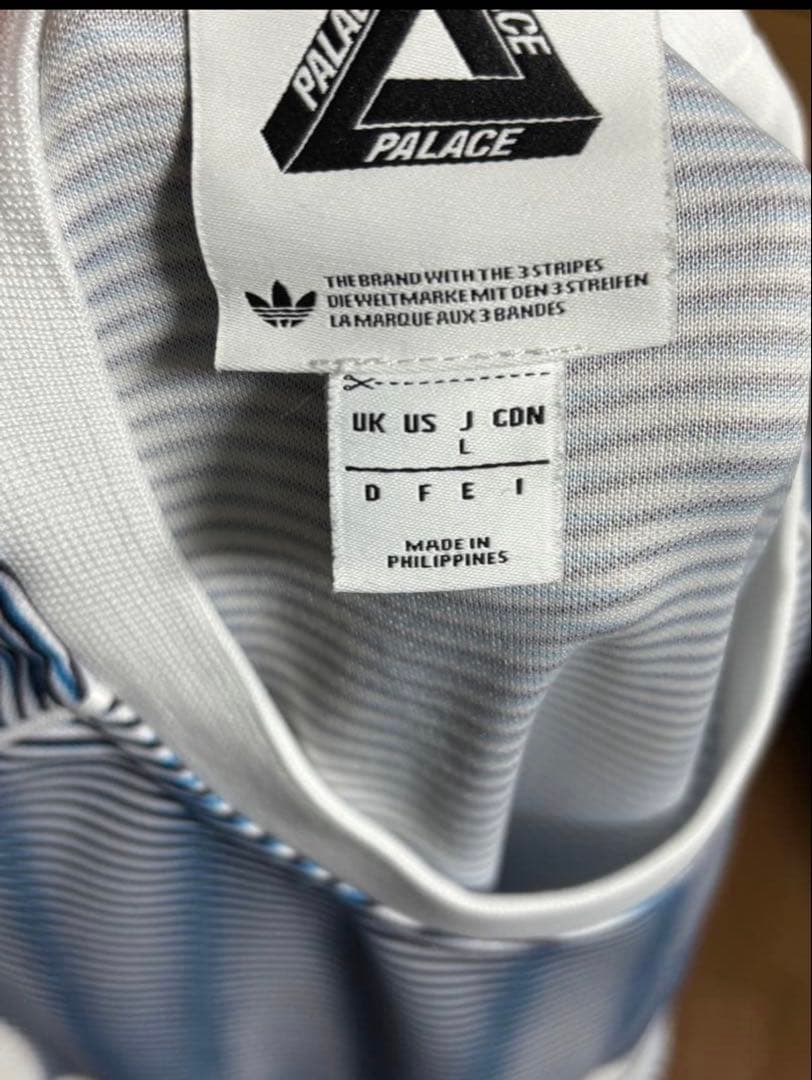 PALACE
PALACE
THE BRAND WITH THE 3 STRIPES
DIE WELTMARKE MIT DEN 3 STREIFEN
LA MARQUE AUX 3 BANDES
UK US J CDN
L
D F E I
MADE IN
PHILIPPINES